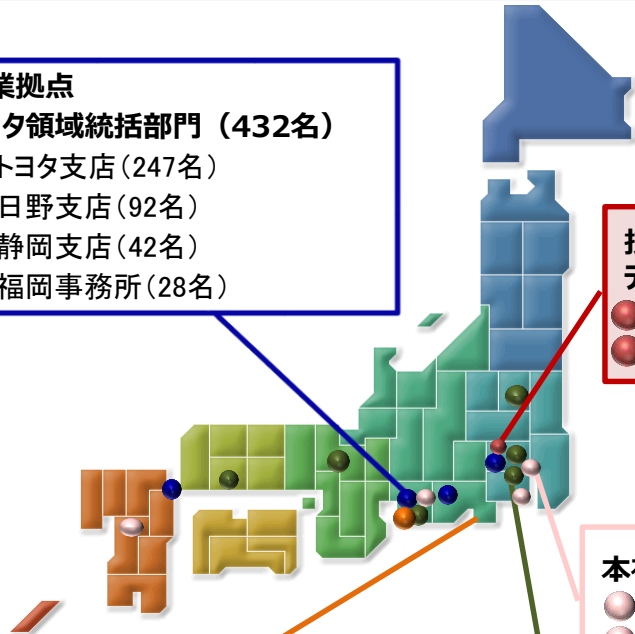 業拠点
タ領域統括部門（432名）
トヨタ支店（247名）
日野支店（92名）
静岡支店（42名）
福岡事務所（28名）
デ
本